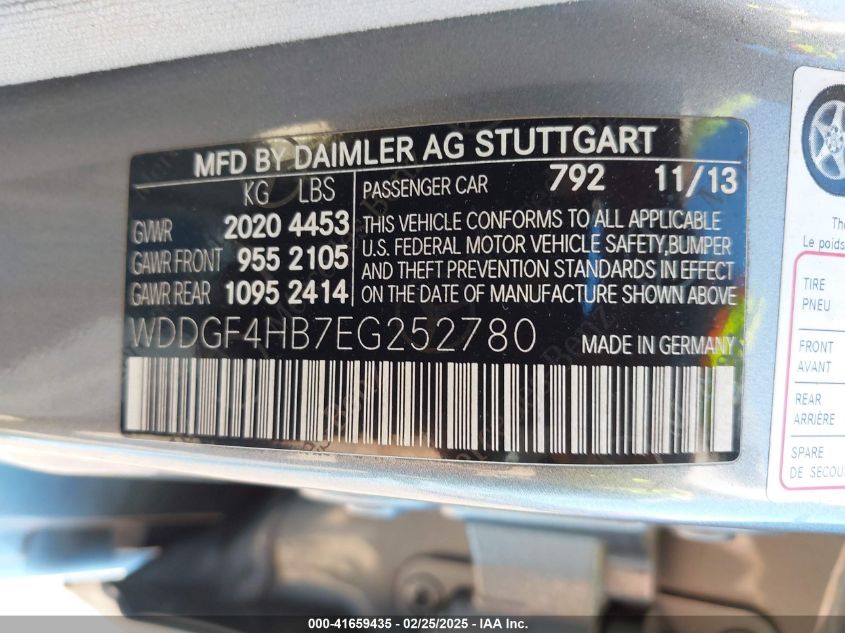 MFD BY DAIMLER AG STUTTGART
KG LBS
GVWR 2020 4453
GAWR FRONT 955 2105
GAWR REAR 1095 2414
PASSENGER CAR 792 11/13
THIS VEHICLE CONFORMS TO ALL APPLICABLE
U.S. FEDERAL MOTOR VEHICLE SAFETY,BUMPER
AND THEFT PREVENTION STANDARDS IN EFFECT
ON THE DATE OF MANUFACTURE SHOWN ABOVE
WDDGF4HB7EG252780
MADE IN GERMANY
The
Le poids
TIRE
PNEU
FRONT
AVANT
REAR
ARRIÈRE
SPARE
DE SECOU
000-41659435 - 02/25/2025 - IAA Inc.